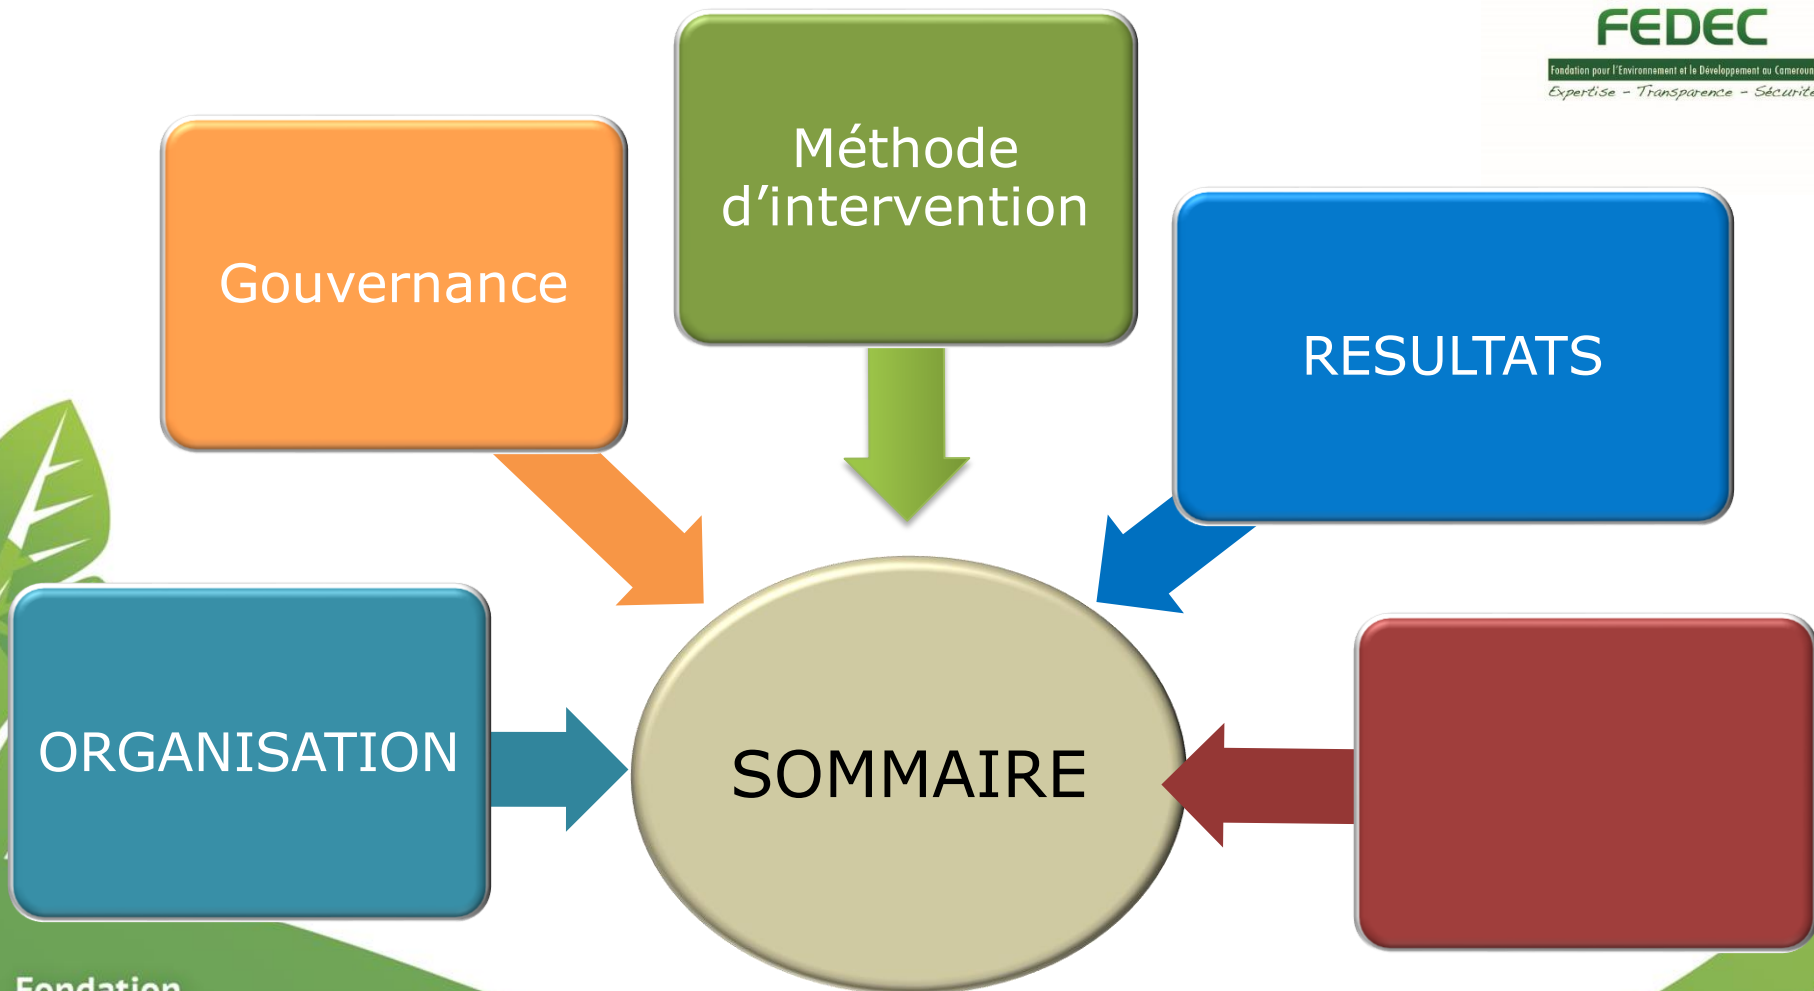 FEDEC
Fondation pour l'Environnement et le Développement au Cameroun
Expertise - Transparence - Sécurité
Méthode
d’intervention
Gouvernance
RESULTATS
ORGANISATION
SOMMAIRE
Fondation